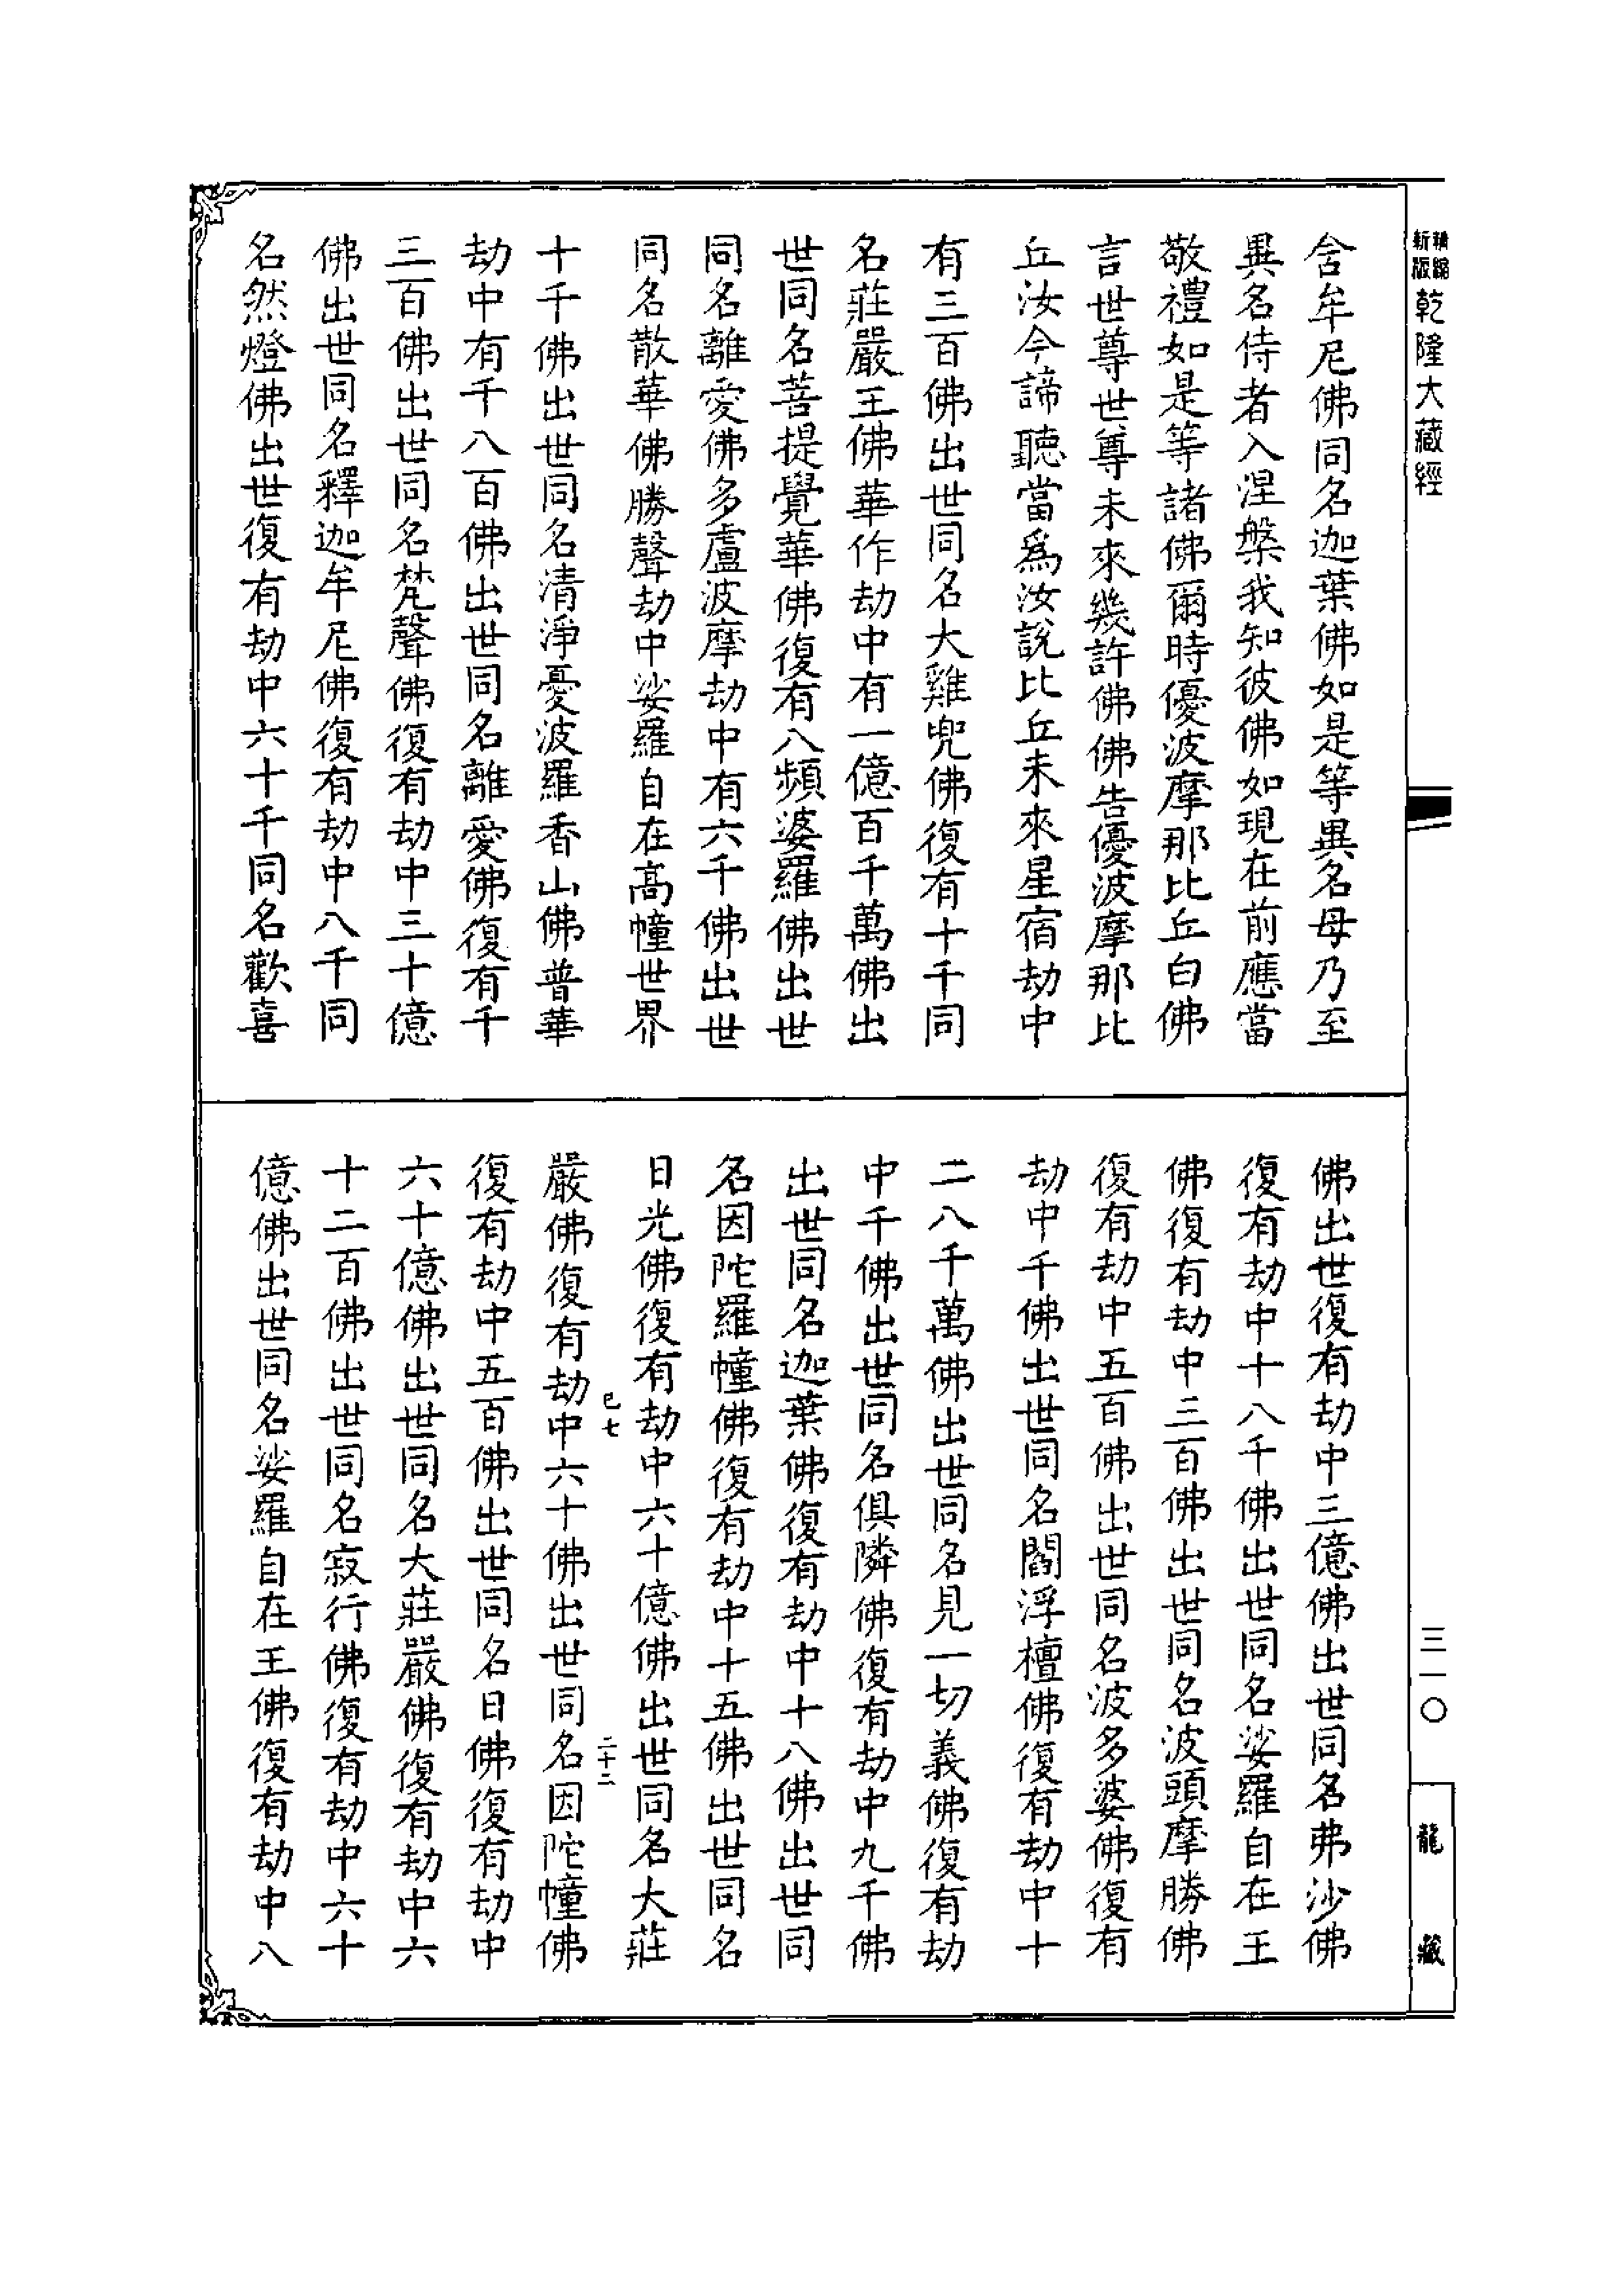 精縮
新版
乾隆大藏經
舍牟尼佛同名迦葉佛如是等異名母乃至
異名侍者入涅槃我知彼佛如現在前應當
敬禮如是等諸佛爾時優波摩那比丘白佛
言世尊世尊未來幾許佛佛告優波摩那比
丘汝今諦聽當爲汝說比丘未來星宿劫中
有三百佛出世同名大雞兜佛復有十千同
名莊嚴王佛華作劫中有一億百千萬佛出
世同名菩提覺華佛復有八頻婆羅佛出世
同名離愛佛多盧波摩劫中有六千佛出世
同名散華佛勝聲劫中娑羅自在高幢世界
十千佛出世同名清淨憂波羅香山佛普華
劫中有千八百佛出世同名離愛佛復有千
三百佛出世同名梵聲佛復有劫中三十億
佛出世同名釋迦牟尼佛復有劫中八千同
名然燈佛出世復有劫中六十千同名歡喜
佛出世復有劫中三億佛出世同名弗沙佛
復有劫中十八千佛出世同名娑羅自在王
佛復有劫中三百佛出世同名波頭摩勝佛
復有劫中五百佛出世同名波多婆佛復有
劫中千佛出世同名閻浮檀佛復有劫中十
二八千萬佛出世同名見一切義佛復有劫
中千佛出世同名俱隣佛復有劫中九千佛
出世同名迦葉佛復有劫中十八佛出世同
名因陀羅幢佛復有劫中十五佛出世同名
日光佛復有劫中六十億佛出世同名大莊
已七
二十二
嚴佛復有劫中六十佛出世同名因陀幢佛
復有劫中五百佛出世同名日佛復有劫中
六十億佛出世同名大莊嚴佛復有劫中六
十二百佛出世同名寂行佛復有劫中六十
億佛出世同名娑羅自在王佛復有劫中八
三一〇
龍藏